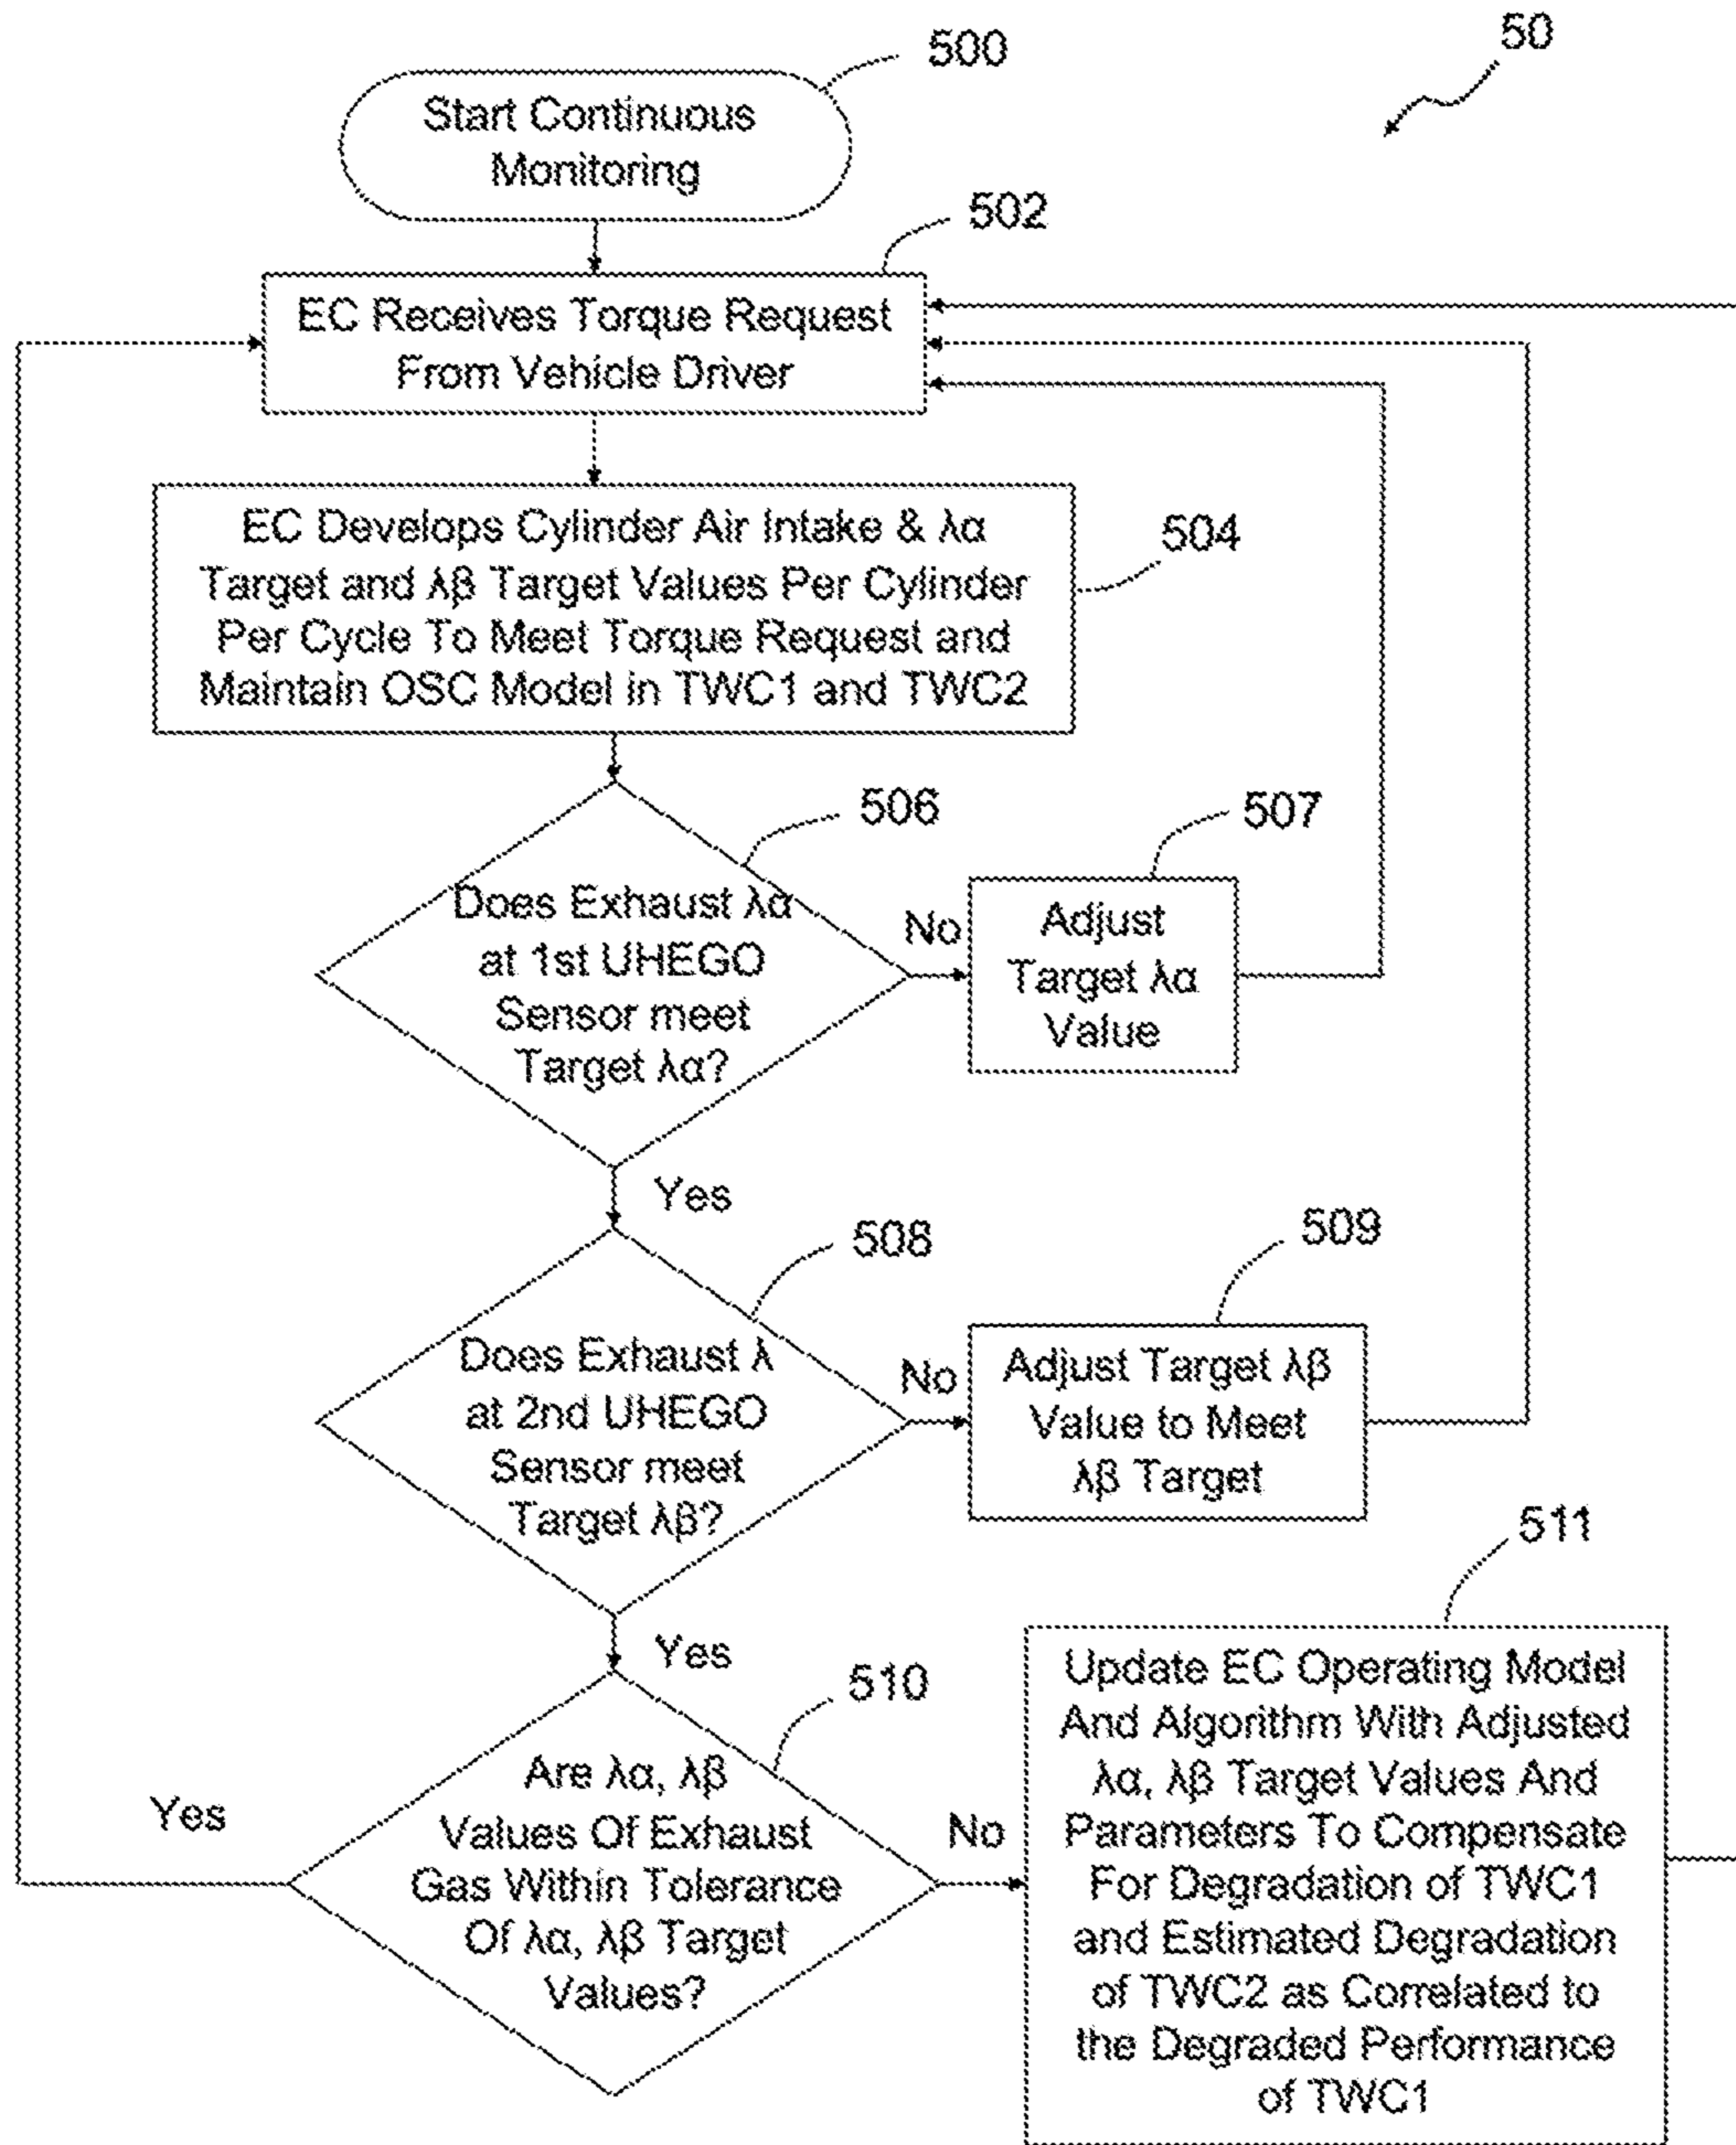 500
50
Start Continuous
Monitoring
502
EC Receives Torque Request
From Vehicle Driver
EC Develops Cylinder Air Intake & λα
Target and λβ Target Values Per Cylinder
Per Cycle To Meet Torque Request and
Maintain OSC Model in TWC1 and TWC2
504
506
507
Does Exhaust λα
at 1st UHEGO
Sensor meet
Target λα?
No
Adjust
Target λα
Value
Yes
508
509
Does Exhaust λ
at 2nd UHEGO
Sensor meet
Target λβ?
No
Adjust Target λβ
Value to Meet
λβ Target
511
Yes
510
Are λα, λβ
Values Of Exhaust
Gas Within Tolerance
Of λα, λβ Target
Values?
Yes
No
Update EC Operating Model
And Algorithm With Adjusted
λα, λβ Target Values And
Parameters To Compensate
For Degradation of TWC1
and Estimated Degradation
of TWC2 as Correlated to
the Degraded Performance
of TWC1